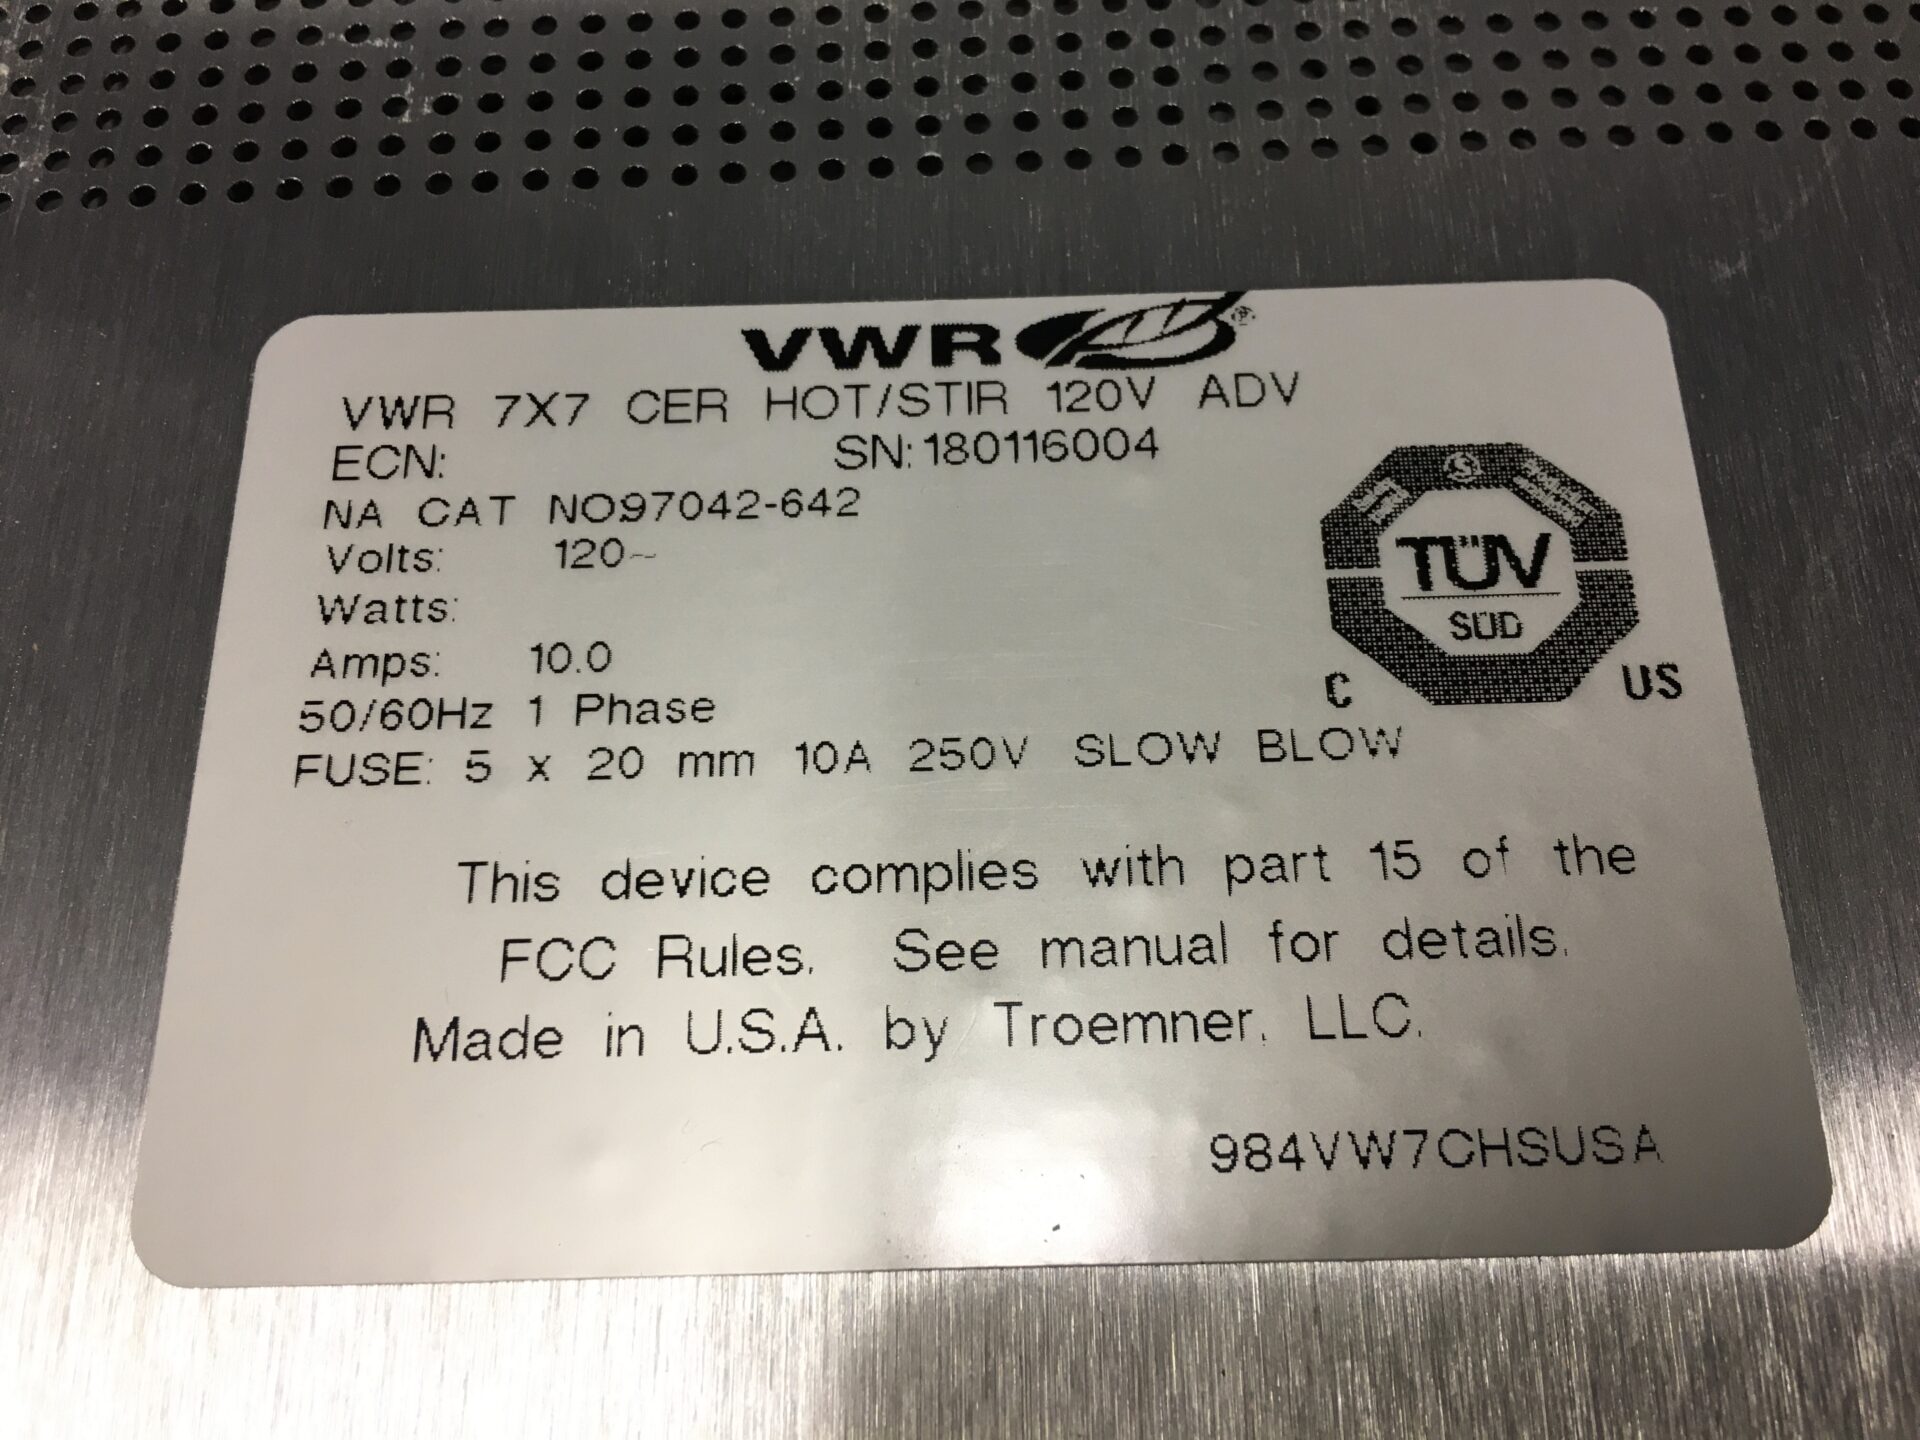 VWR ®
VWR 7X7 CER HOT/STIR 120V ADV
ECN: SN: 180116004
NA CAT NO.97042-642
Volts: 120~
Watts:
Amps: 10.0
50/60Hz 1 Phase
FUSE: 5 x 20 mm 10A 250V SLOW BLOW
TÜV
SÜD
C US
This device complies with part 15 of the
FCC Rules. See manual for details.
Made in U.S.A. by Troemner, LLC.
984VW7CHSUSA